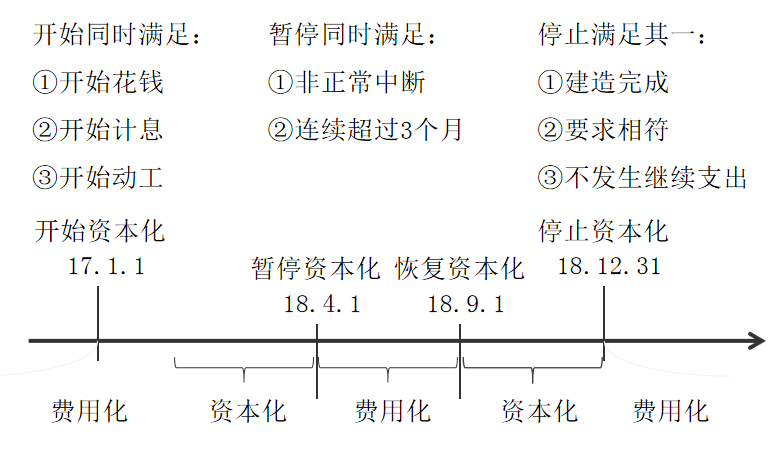 开始同时满足：
①开始花钱
②开始计息
③开始动工
暂停同时满足：
①非正常中断
②连续超过3个月
停止满足其一：
①建造完成
②要求相符
③不发生继续支出
开始资本化
17.1.1
暂停资本化
18.4.1
恢复资本化
18.9.1
停止资本化
18.12.31
费用化
资本化
费用化
资本化
费用化